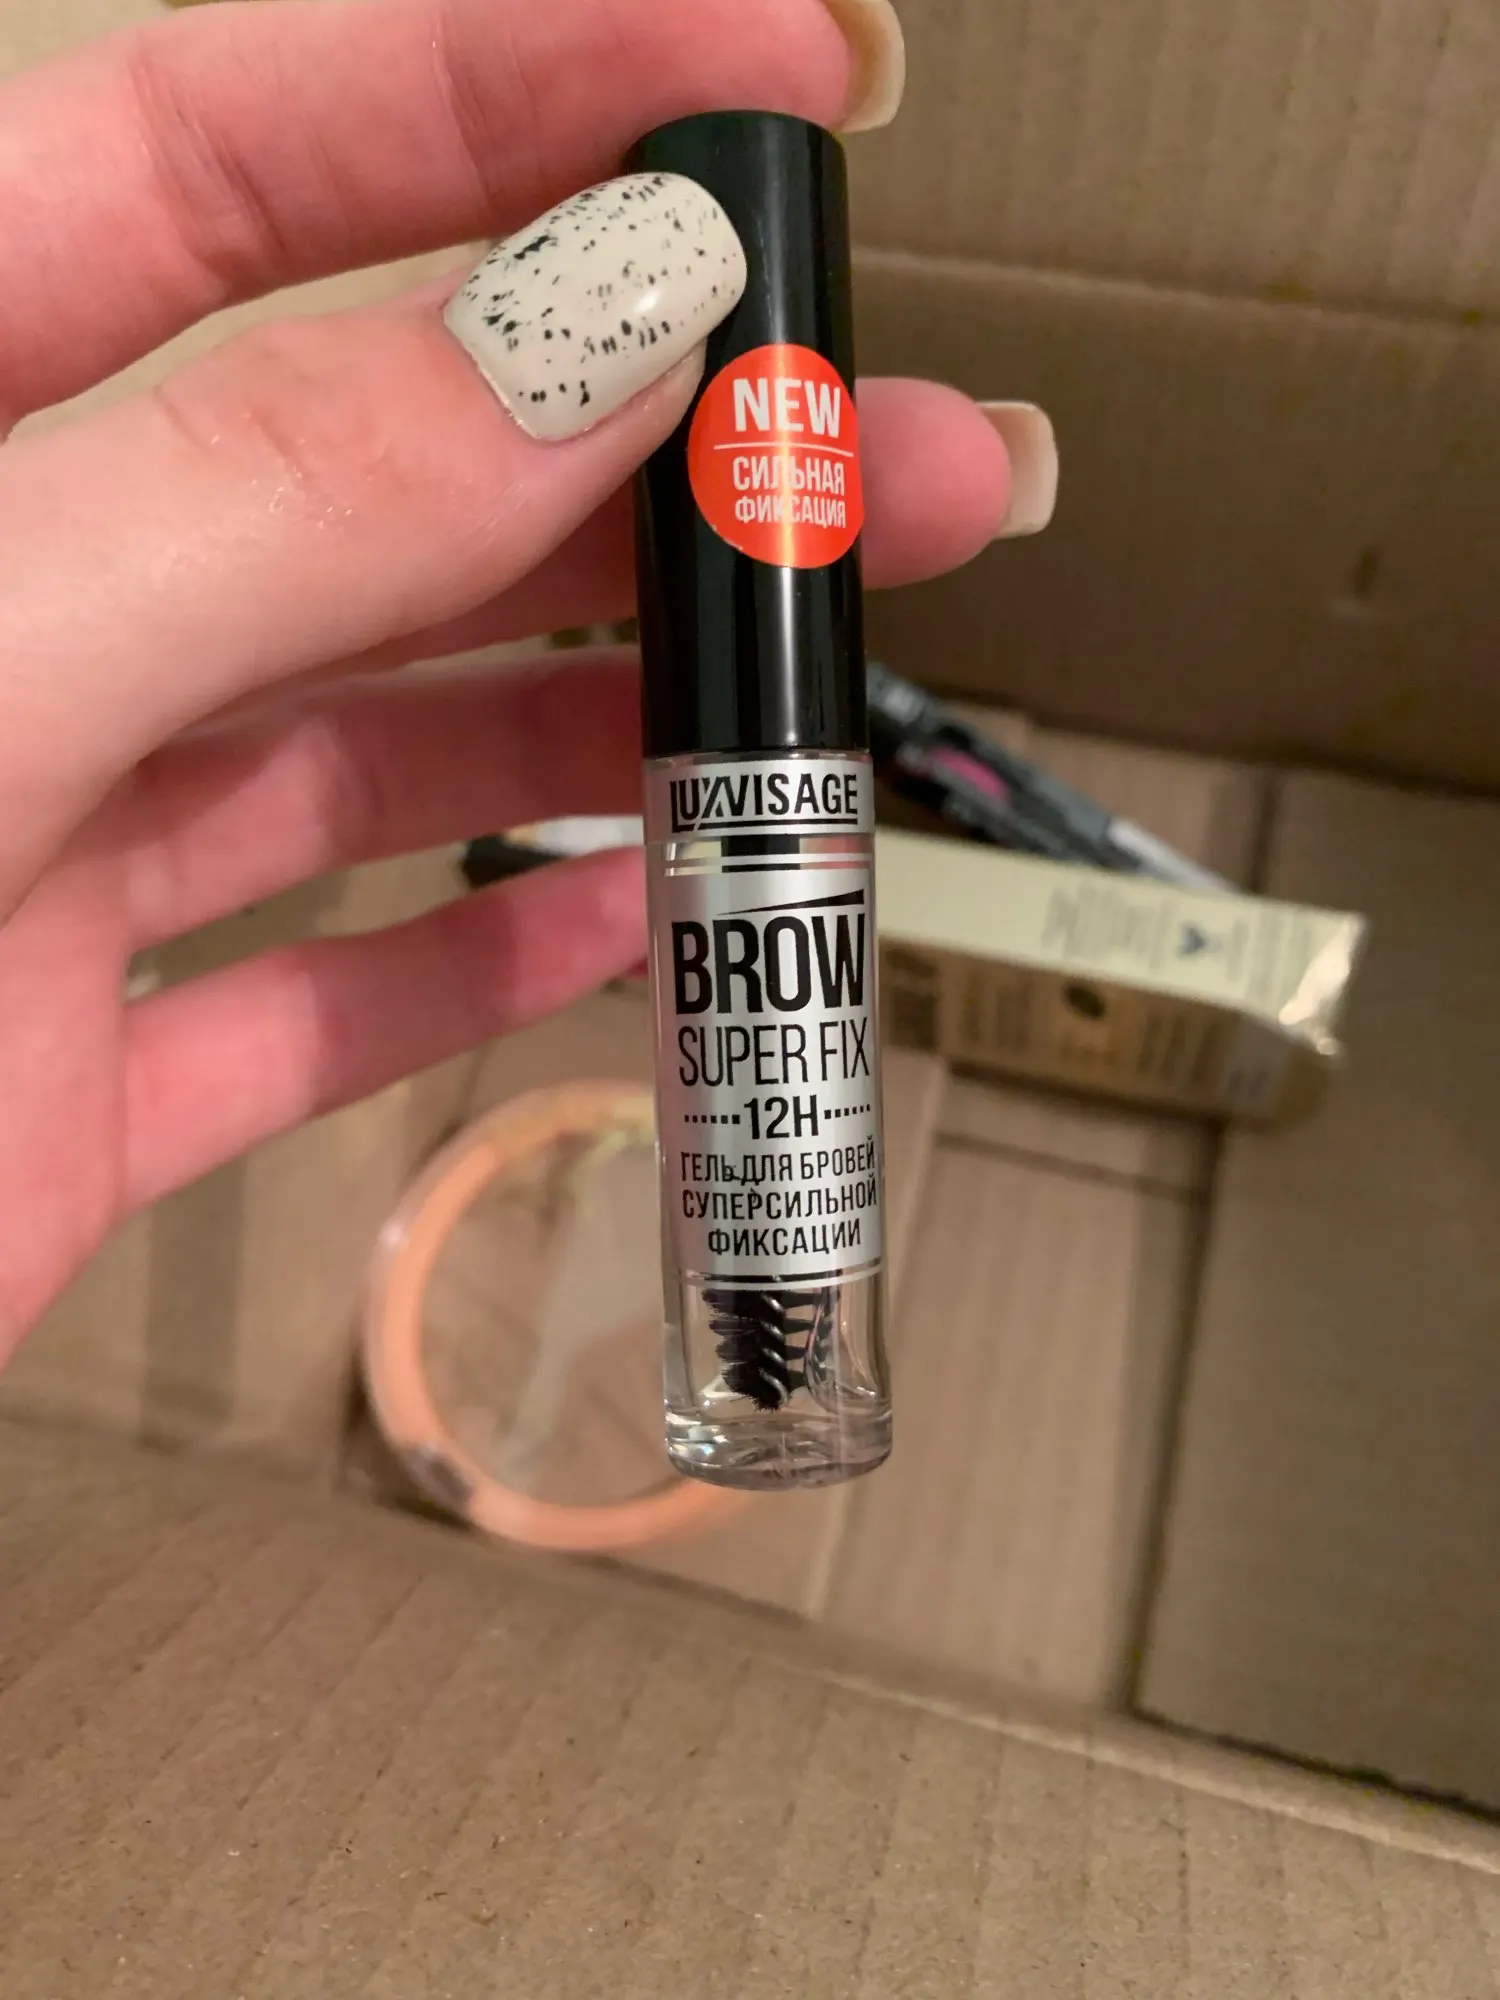 NEW
СИЛЬНАЯ
ФИКСАЦИЯ
LUXVISAGE
BROW
SUPER FIX
12H
ГЕЛЬ ДЛЯ БРОВЕЙ
СУПЕРСИЛЬНОЙ
ФИКСАЦИИ